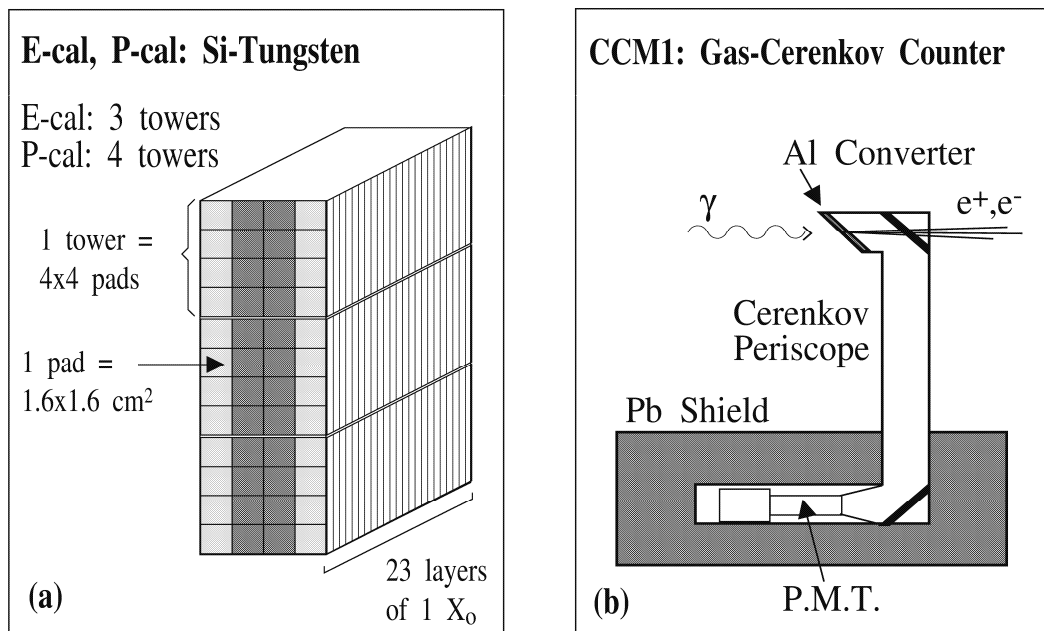 E-cal, P-cal: Si-Tungsten
E-cal: 3 towers
P-cal: 4 towers
1 tower =
4x4 pads
1 pad =
1.6x1.6 cm²
23 layers
of 1 X₀
(a)
CCM1: Gas-Cerenkov Counter
Al Converter
γ
e+,e-
Cerenkov
Periscope
Pb Shield
P.M.T.
(b)